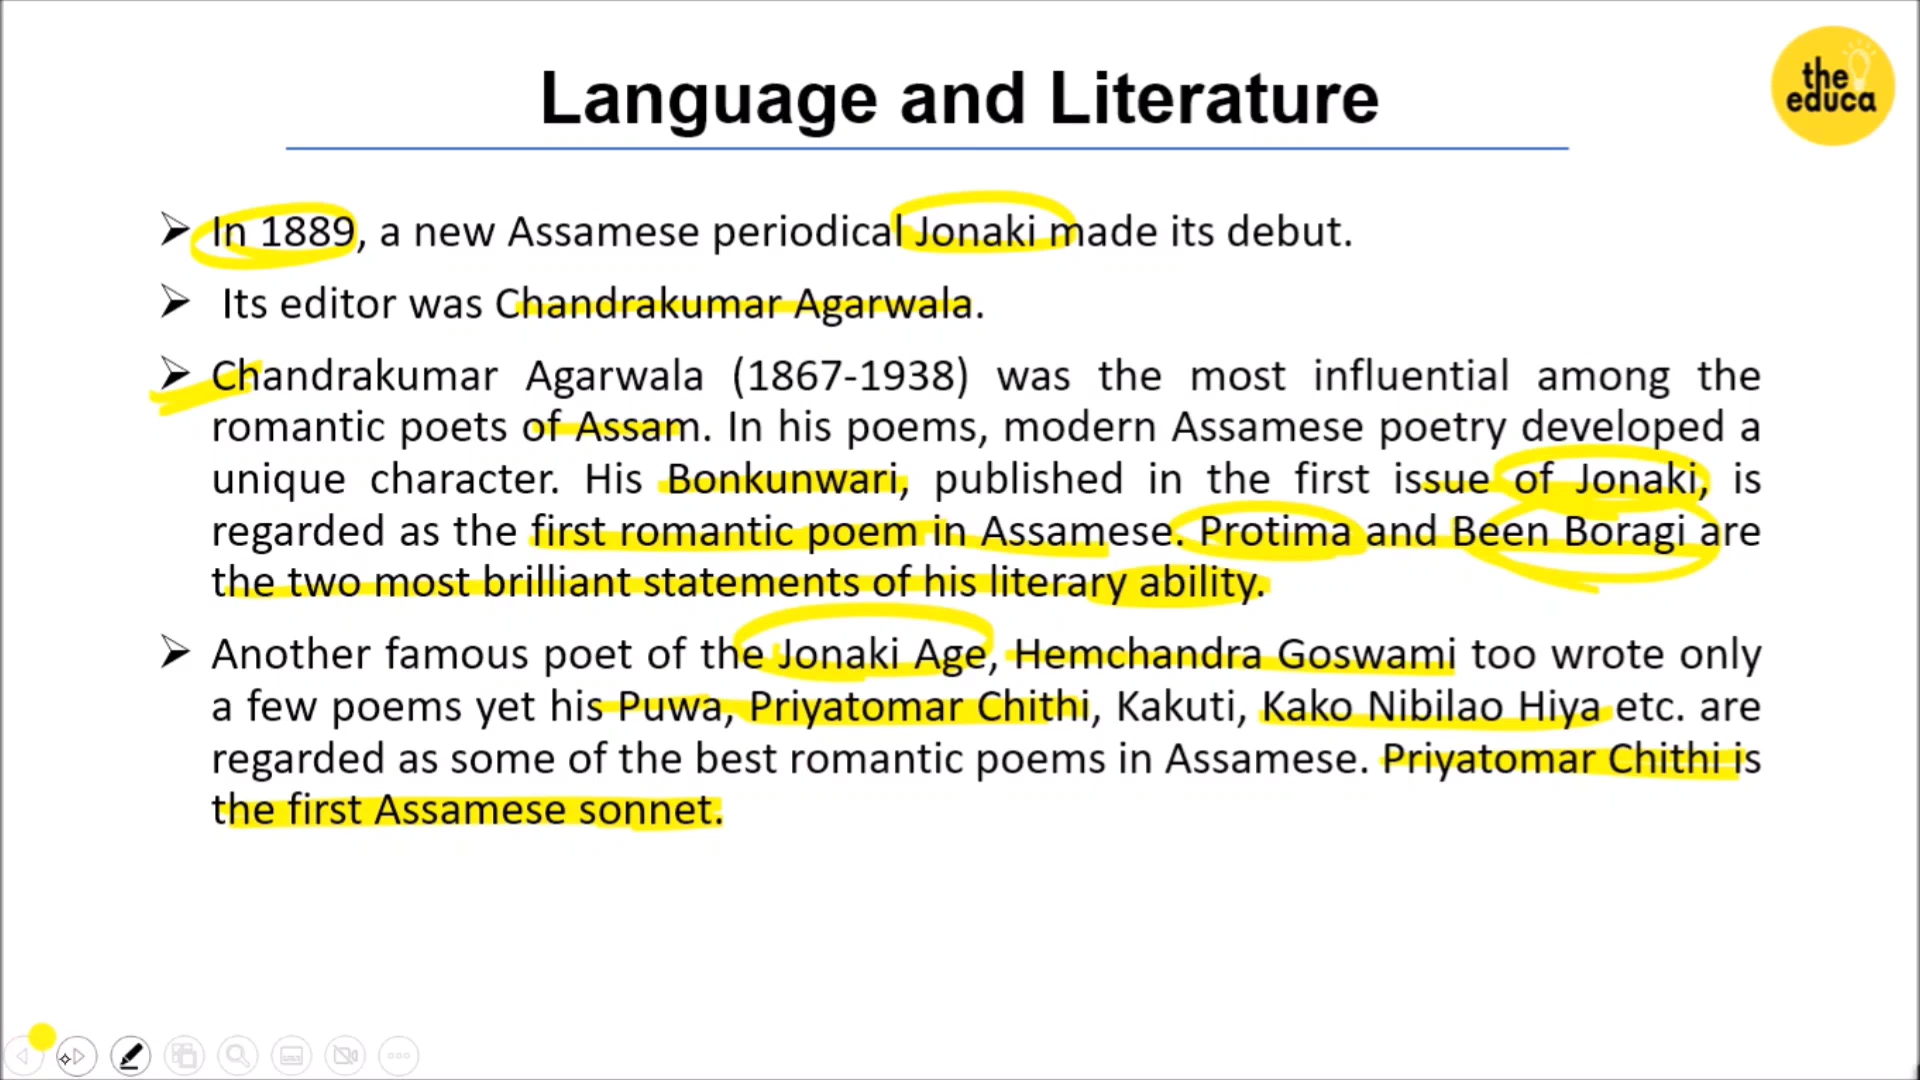 Language and Literature
the
educa
➢ In 1889, a new Assamese periodical Jonaki made its debut.
➢ Its editor was Chandrakumar Agarwala.
➢ Chandrakumar Agarwala (1867-1938) was the most influential among the
romantic poets of Assam. In his poems, modern Assamese poetry developed a
unique character. His Bonkunwari, published in the first issue of Jonaki, is
regarded as the first romantic poem in Assamese. Protima and Been Boragi are
the two most brilliant statements of his literary ability.
➢ Another famous poet of the Jonaki Age, Hemchandra Goswami too wrote only
a few poems yet his Puwa, Priyatomar Chithi, Kakuti, Kako Nibilao Hiya etc. are
regarded as some of the best romantic poems in Assamese. Priyatomar Chithi is
the first Assamese sonnet.